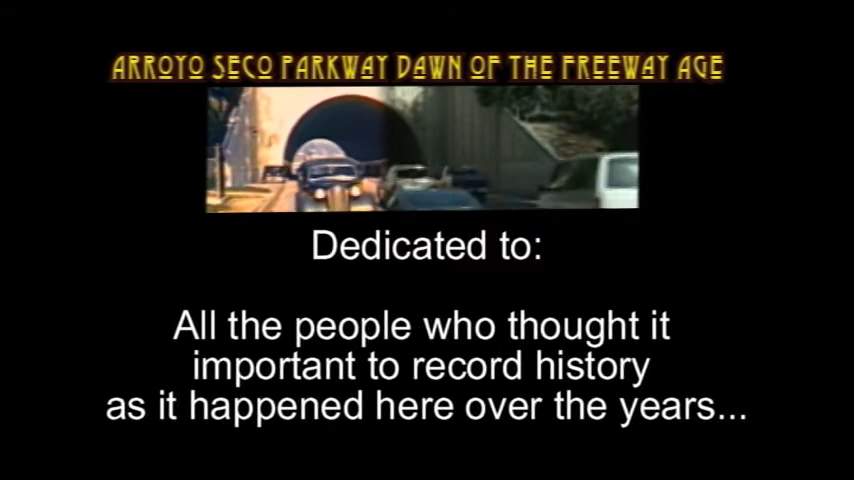 ARROYO SECO PARKWAY DAWN OF THE FREEWAY AGE
Dedicated to:
All the people who thought it
important to record history
as it happened here over the years...